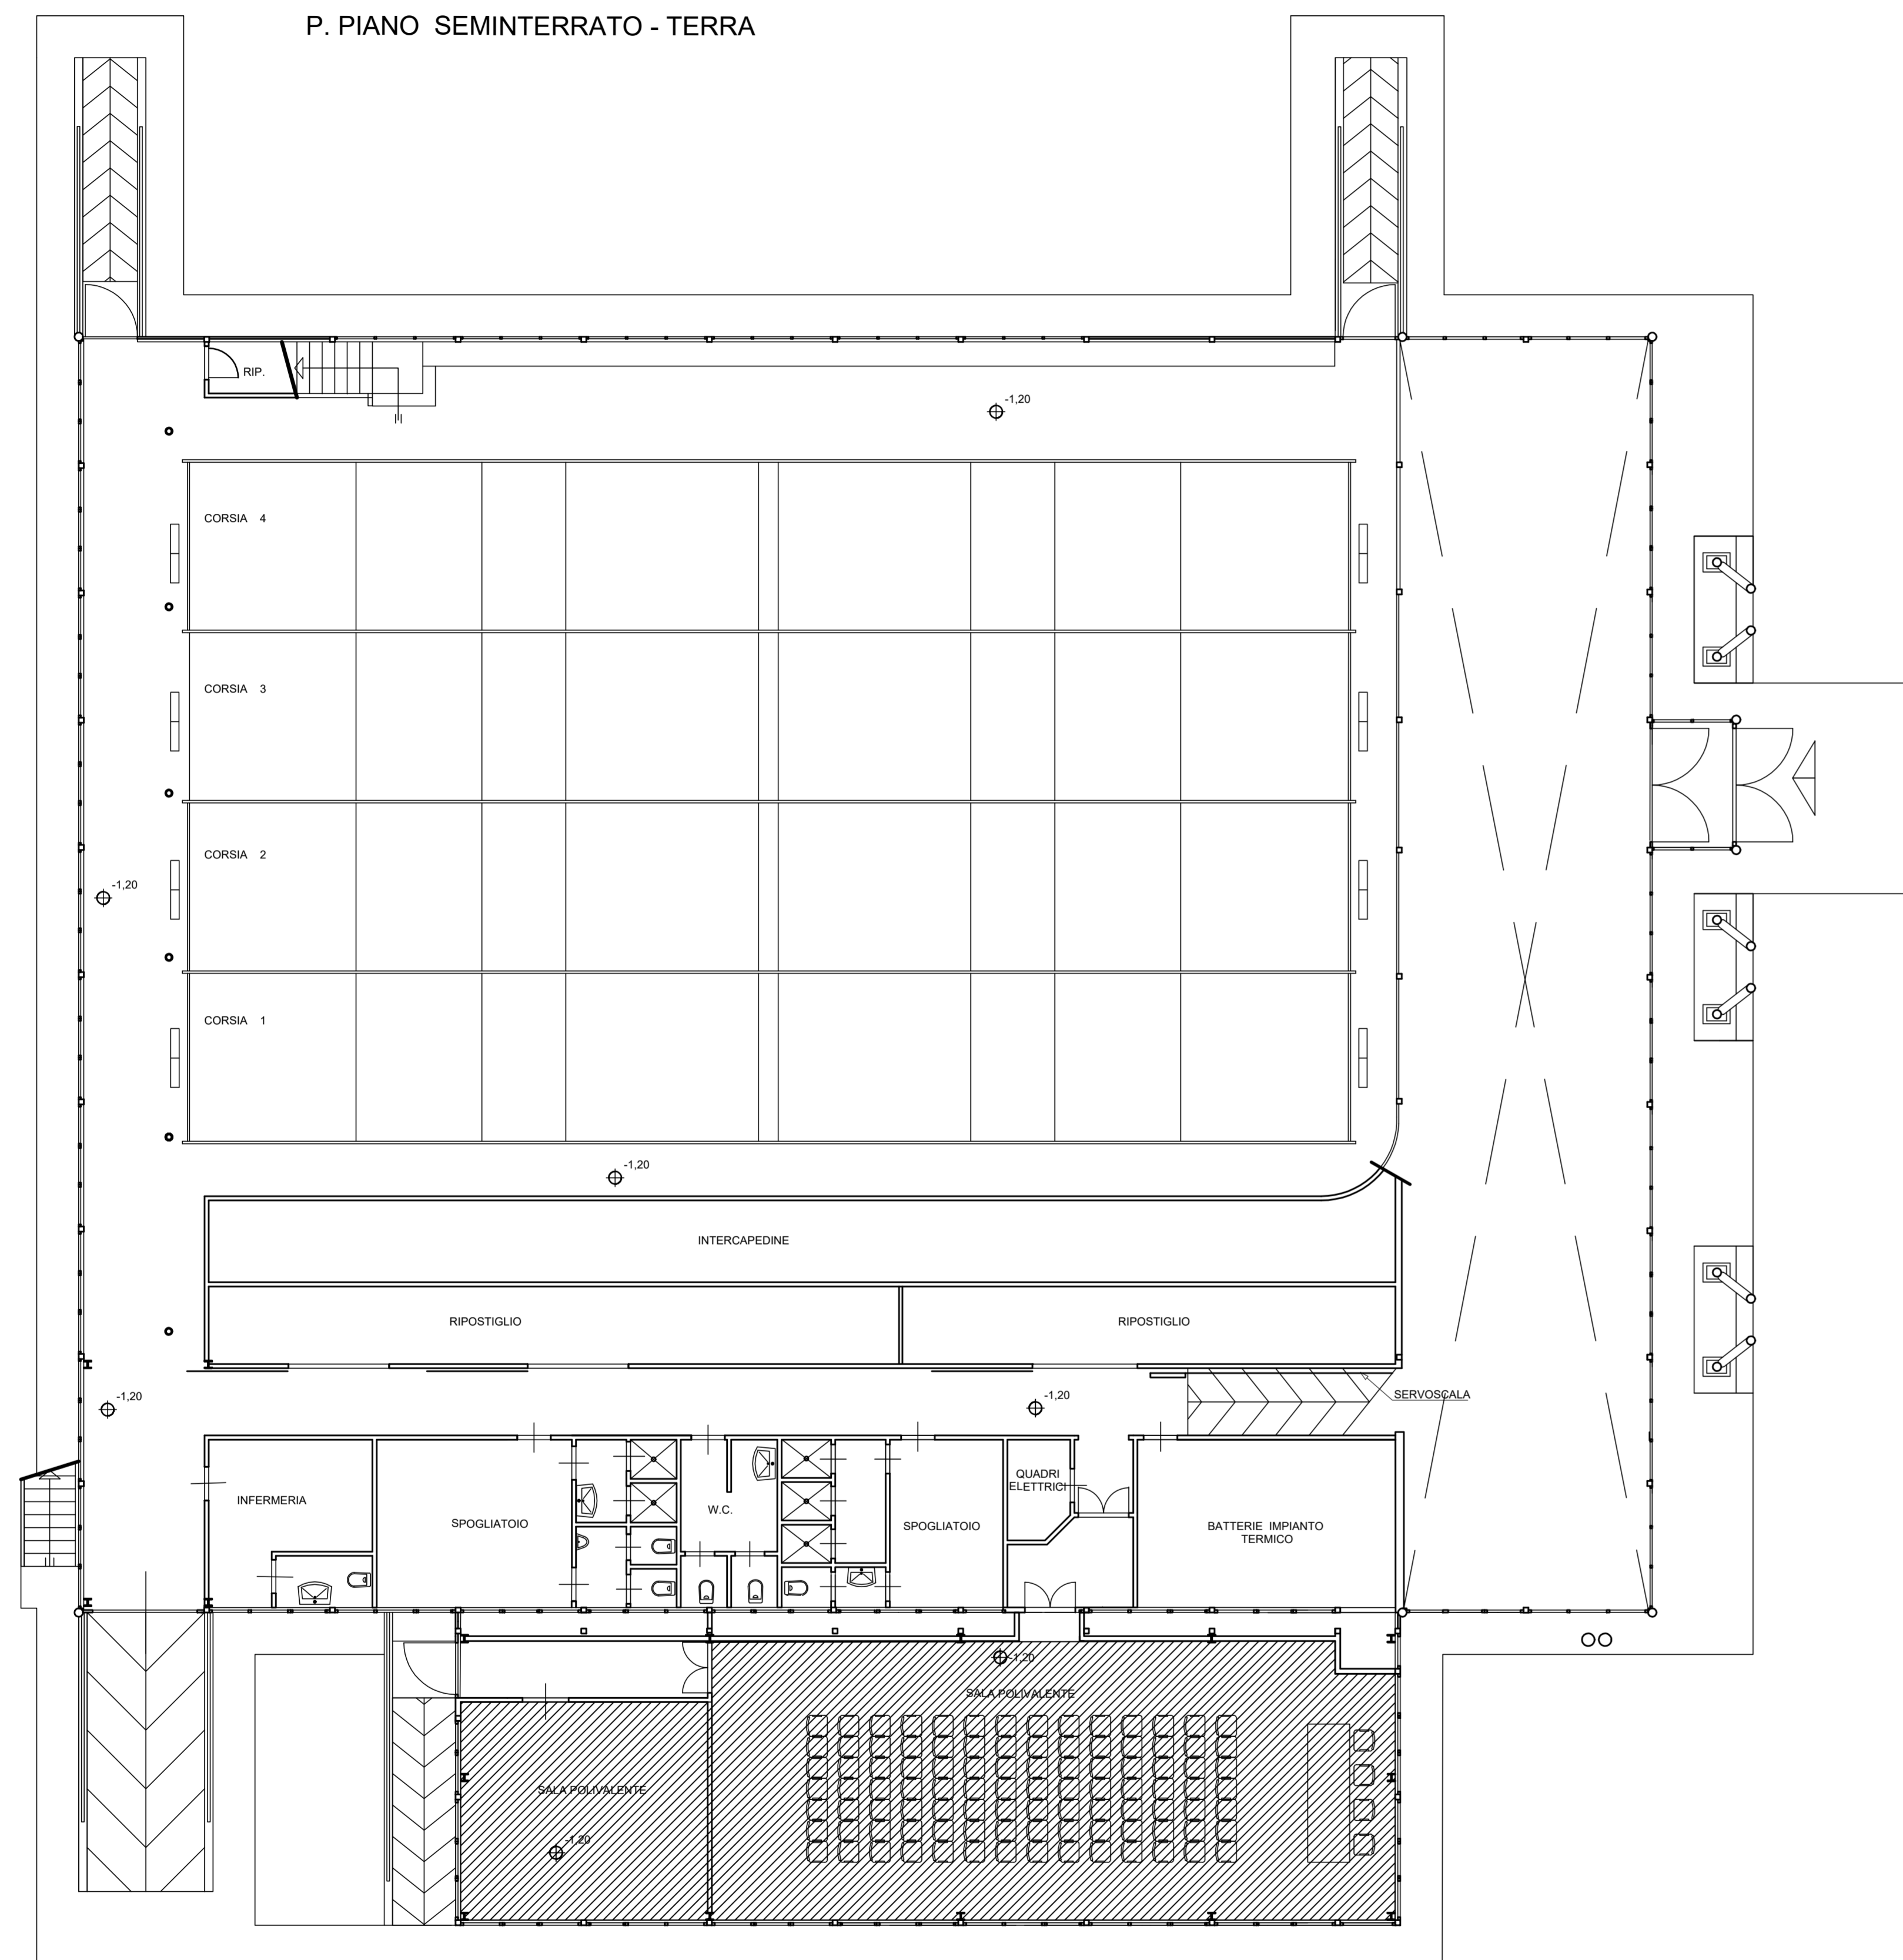 P. PIANO SEMINTERRATO - TERRA
RIP.
-1,20
CORSIA 4
CORSIA 3
CORSIA 2
-1,20
CORSIA 1
-1,20
INTERCAPEDINE
RIPOSTIGLIO
RIPOSTIGLIO
-1,20
-1,20
SERVOSCALA
INFERMERIA
SPOGLIATOIO
W.C.
SPOGLIATOIO
QUADRI
ELETTRICI
BATTERIE IMPIANTO
TERMICO
-1,20
SALA POLIVALENTE
SALA POLIVALENTE
-1,20